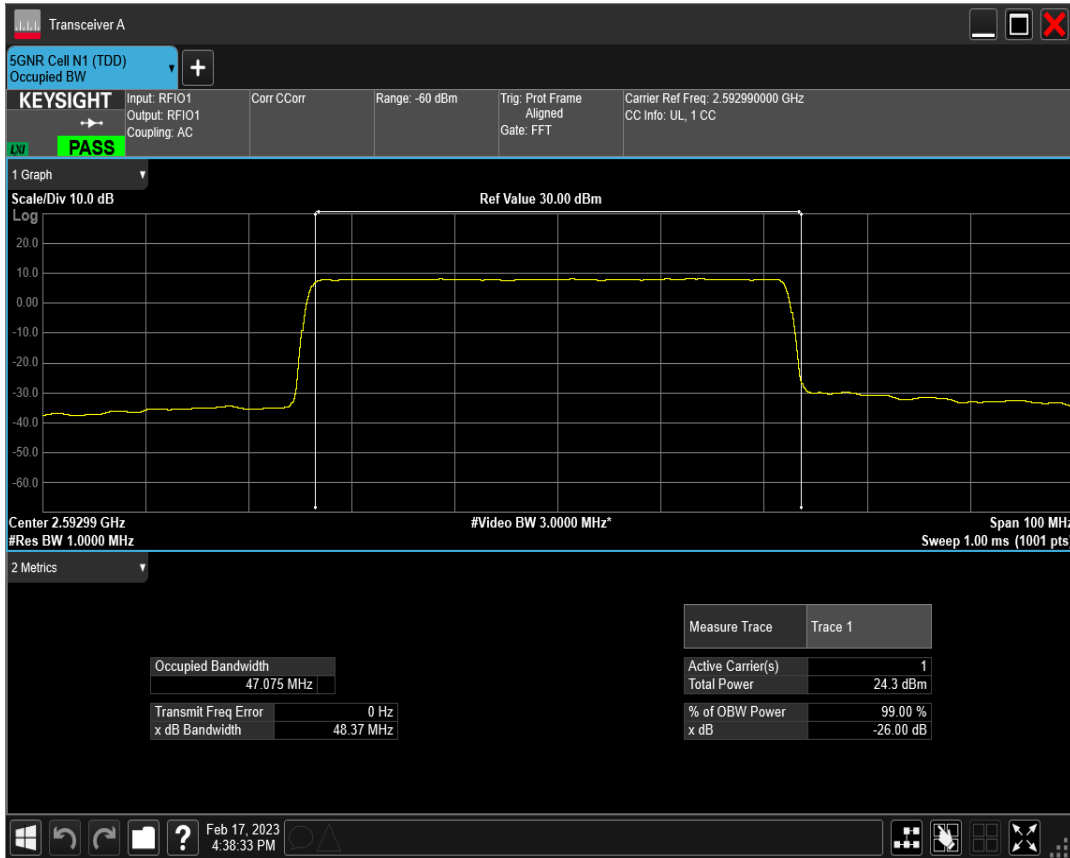 Transceiver A
5GNR Cell N1 (TDD)
Occupied BW
+
KEYSIGHT
LXI
PASS
Input: RFIO1
Output: RFIO1
Coupling: AC
Corr CCorr
Range: -60 dBm
Trig: Prot Frame
Aligned
Gate: FFT
Carrier Ref Freq: 2.592990000 GHz
CC Info: UL, 1 CC
1 Graph
Scale/Div 10.0 dB
Ref Value 30.00 dBm
Log
20.0
10.0
0.00
-10.0
-20.0
-30.0
-40.0
-50.0
-60.0
Center 2.59299 GHz
#Video BW 3.0000 MHz*
Span 100 MHz
#Res BW 1.0000 MHz
Sweep 1.00 ms (1001 pts)
2 Metrics
Measure Trace Trace 1
Occupied Bandwidth
47.075 MHz
Active Carrier(s) 1
Total Power 24.3 dBm
Transmit Freq Error 0 Hz
x dB Bandwidth 48.37 MHz
% of OBW Power 99.00 %
x dB -26.00 dB
?
Feb 17, 2023
4:38:33 PM